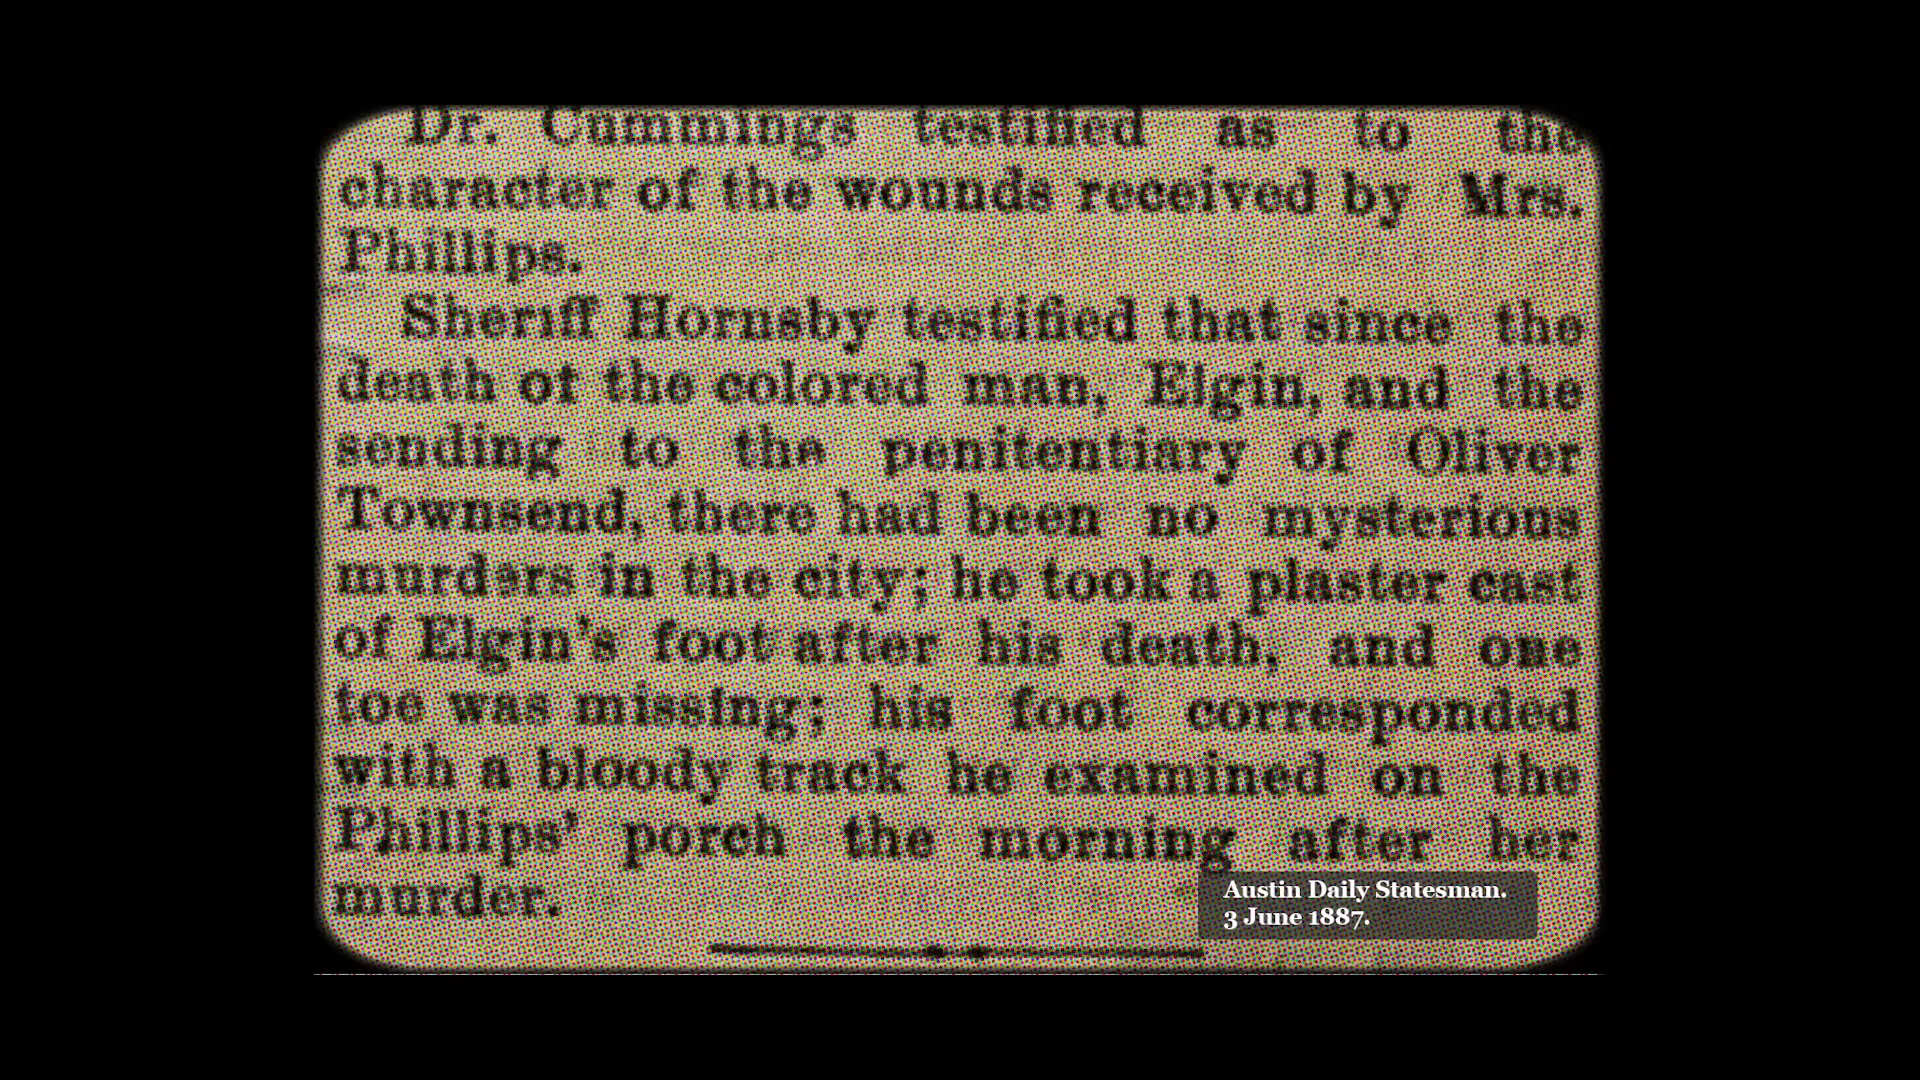 Dr. Cummings testified as to the
character of the wounds received by Mrs.
Phillips.
Sheriff Hornsby testified that since the
death of the colored man, Elgin, and the
sending to the penitentiary of Oliver
Townsend, there had been no mysterious
murders in the city; he took a plaster cast
of Elgin's foot after his death, and one
toe was missing; his foot corresponded
with a bloody track he examined on the
Phillips' porch the morning after her
murder.
Austin Daily Statesman.
3 June 1887.